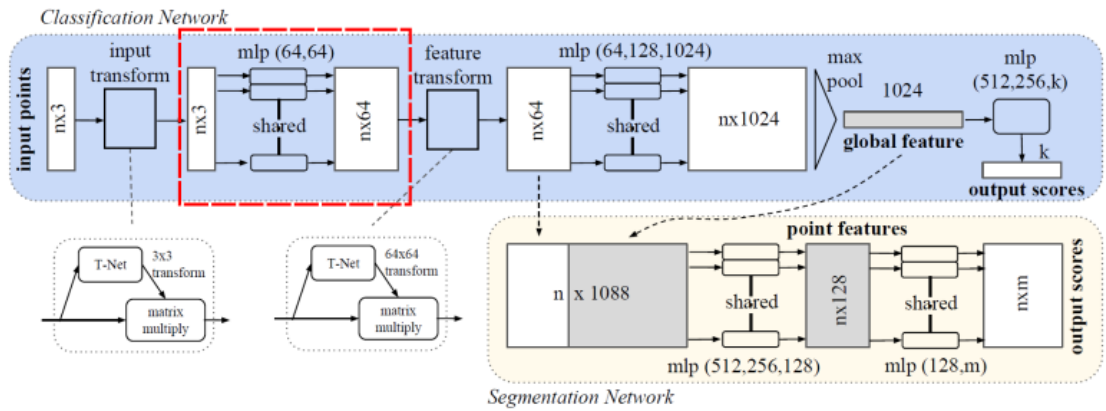 Classification Network
input points
nx3
input
transform
nx3
mlp (64,64)
shared
nx64
feature
transform
nx64
mlp (64,128,1024)
shared
nx1024
max
pool
1024
global feature
mlp
(512,256,k)
k
output scores
T-Net
3x3
transform
matrix
multiply
T-Net
64x64
transform
matrix
multiply
point features
n x 1088
shared
mlp (512,256,128)
nx128
shared
mlp (128,m)
nxm
output scores
Segmentation Network